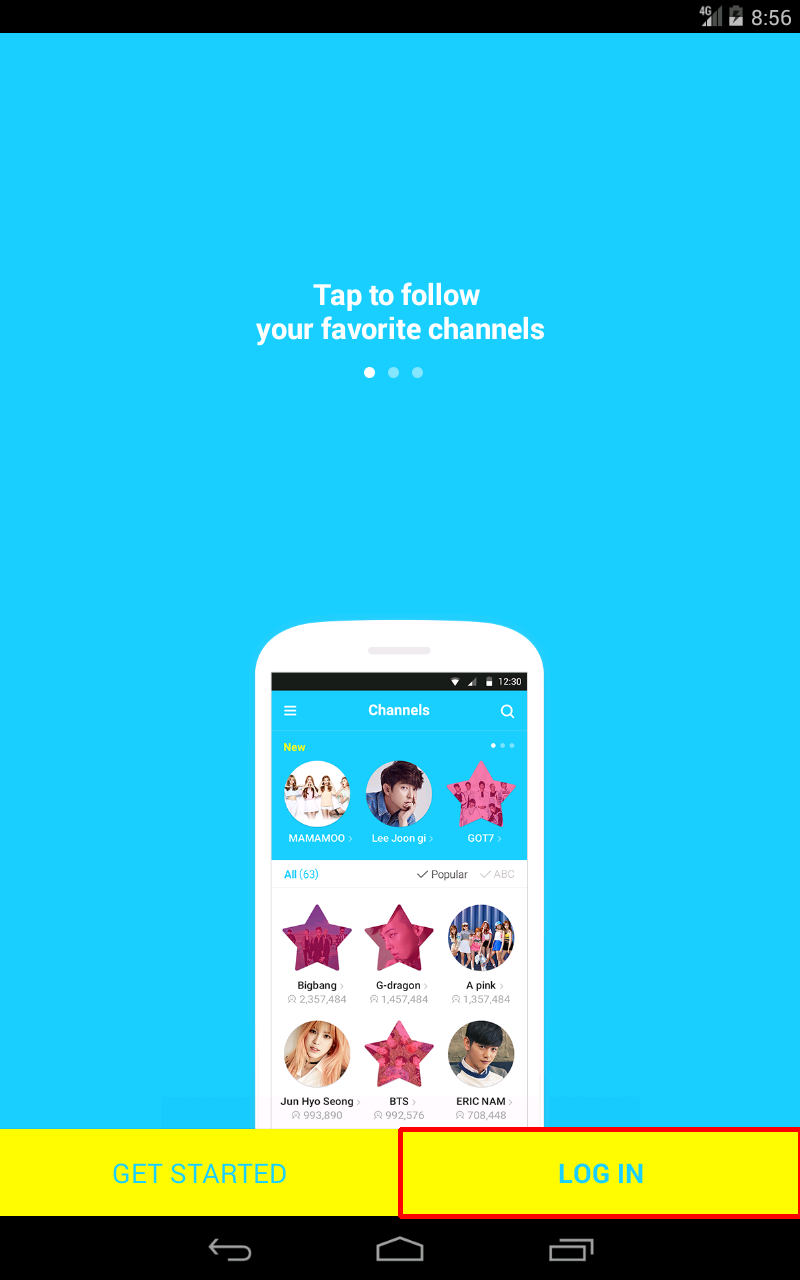 4G 8:56
Tap to follow
your favorite channels
12:30
Channels
New
MAMAMOO Lee Joon gi GOT7
All (63) Popular ABC
Bigbang G-dragon A pink
2,357,484 1,457,484 1,357,484
Jun Hyo Seong BTS ERIC NAM
993,890 992,576 708,448
GET STARTED LOG IN